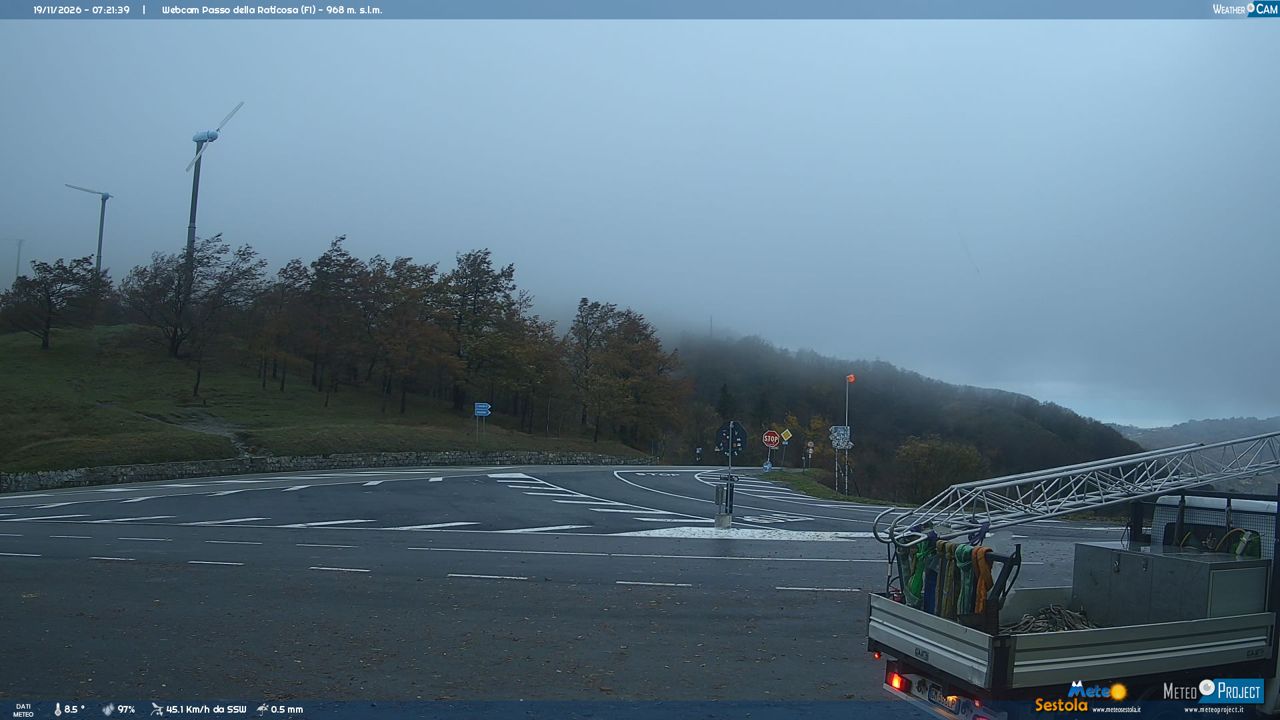 19/11/2026 - 07:21:39 | Webcam Passo della Raticosa (FI) - 968 m. s.l.m.
WEATHER CAM
STOP
DATI METEO
8.5 °
97%
45.1 Km/h da SSW
0.5 mm
Meteo Sestola
www.meteosestola.it
METEO PROJECT
www.meteoproject.it